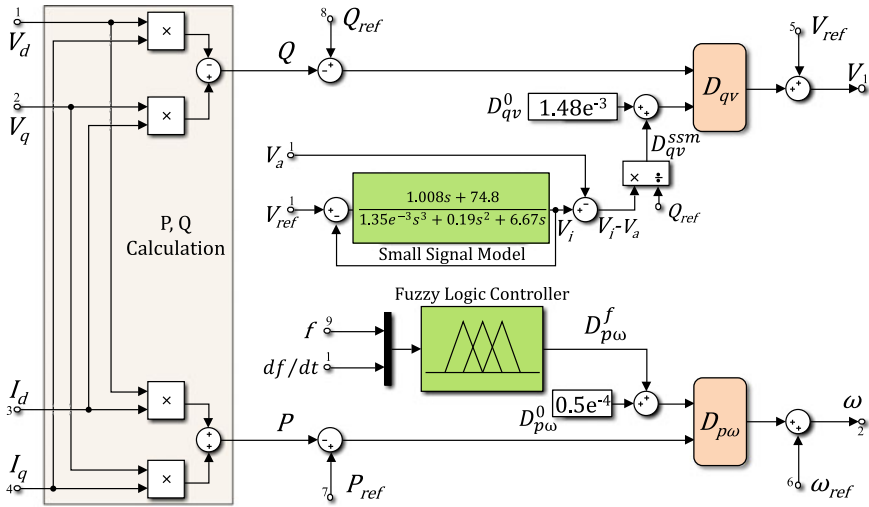 1
V_d
2
V_q
P, Q
Calculation
I_d
3
I_q
4
×
×
×
×
- +
+ +
Q
8
Q_ref
- +
D_qv^0
1.48e^-3
+ +
D_qv
5
V_ref
+ +
V
1
D_qv^ssm
× ÷
Q_ref
V_a
1
V_ref
1
+ -
1.008s + 74.8
1.35e^-3s^3 + 0.19s^2 + 6.67s
Small Signal Model
V_i
+ -
V_i-V_a
Fuzzy Logic Controller
f
9
df/dt
1
D_pω^f
D_pω^0
0.5e^-4
+ +
D_pω
P
- +
7
P_ref
+ +
ω
2
6
ω_ref